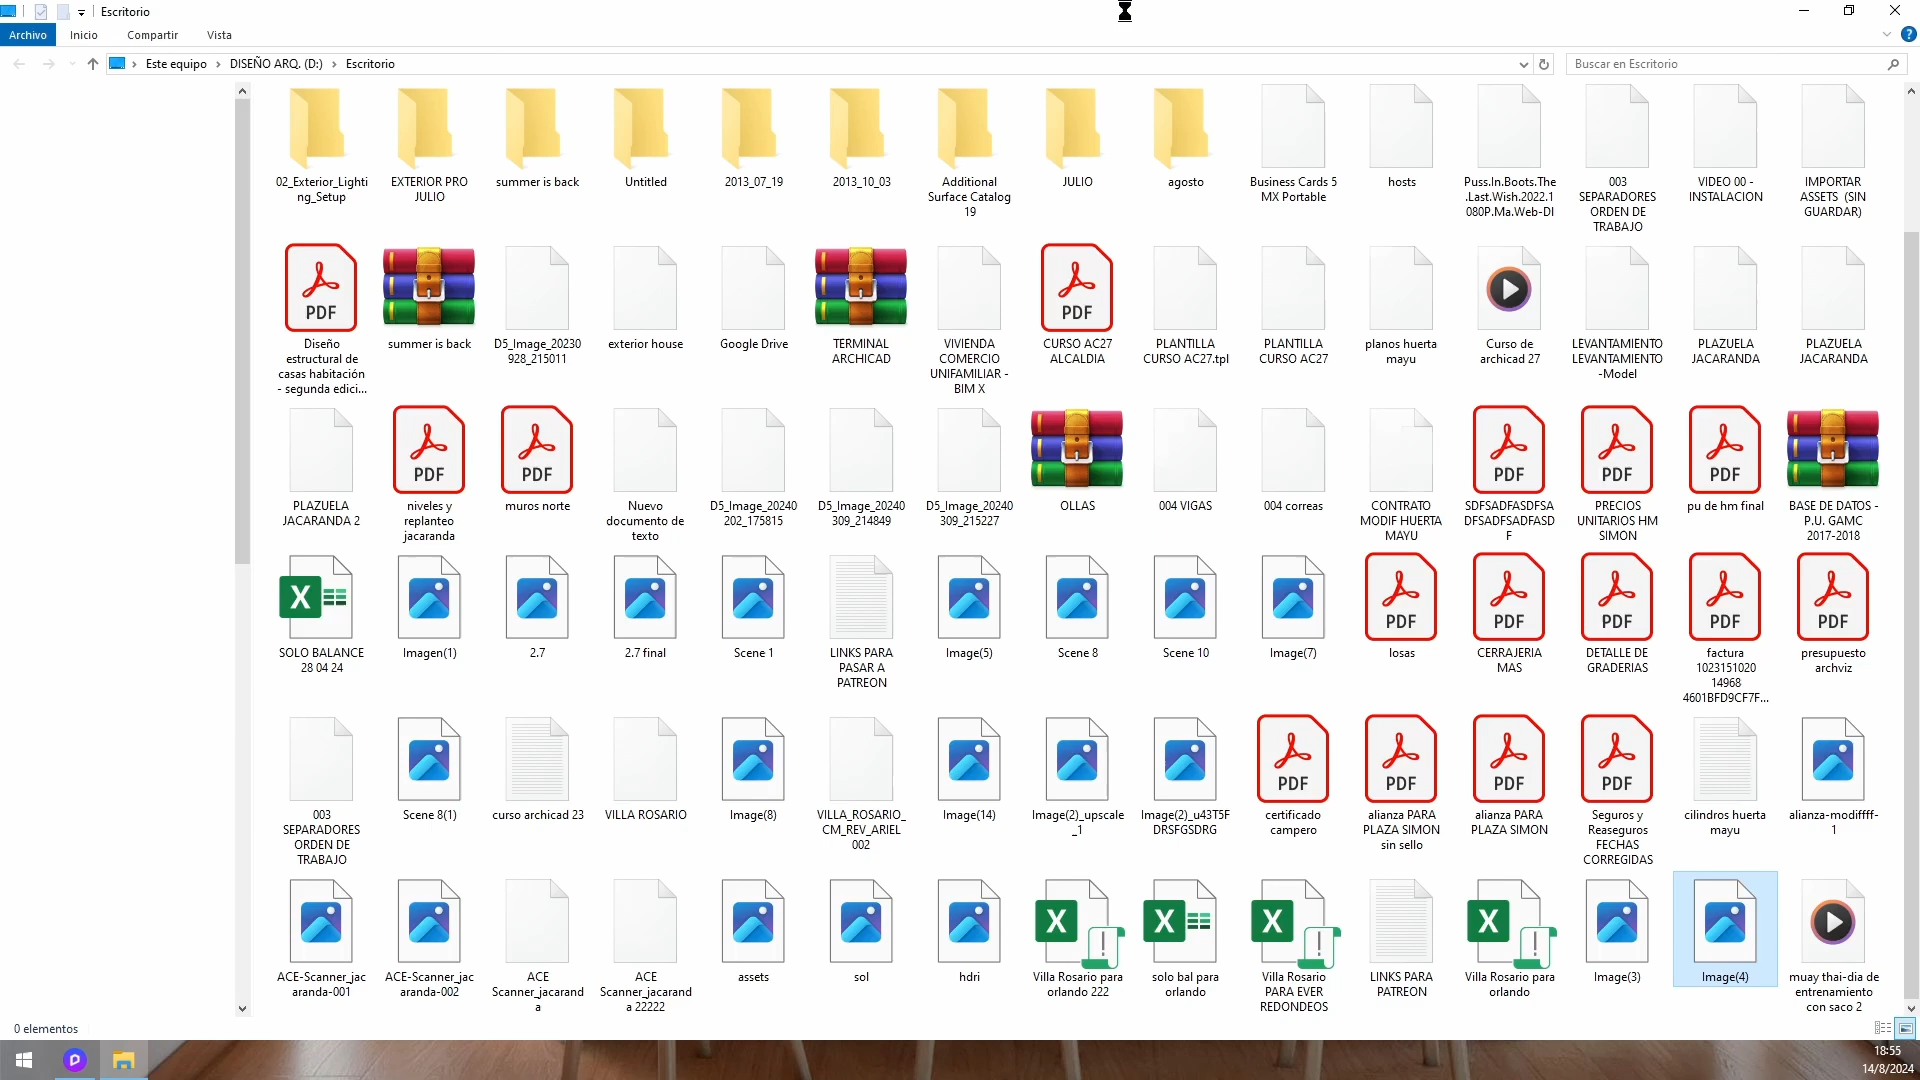 Escritorio
Archivo
Inicio
Compartir
Vista
?
Este equipo
DISEÑO ARQ. (D:)
Escritorio
Buscar en Escritorio
02_Exterior_Lighti
ng_Setup
EXTERIOR PRO
JULIO
summer is back
Untitled
2013_07_19
2013_10_03
Additional
Surface Catalog
19
JULIO
agosto
Business Cards 5
MX Portable
hosts
Puss.In.Boots.The
.Last.Wish.2022.1
080P.Ma.Web-Dl
003
SEPARADORES
ORDEN DE
TRABAJO
VIDEO 00 -
INSTALACION
IMPORTAR
ASSETS (SIN
GUARDAR)
PDF
Diseño
estructural de
casas habitación
- segunda edici...
summer is back
D5_Image_20230
928_215011
exterior house
Google Drive
TERMINAL
ARCHICAD
VIVIENDA
COMERCIO
UNIFAMILIAR -
BIM X
PDF
CURSO AC27
ALCALDIA
PLANTILLA
CURSO AC27.tpl
PLANTILLA
CURSO AC27
planos huerta
mayu
Curso de
archicad 27
LEVANTAMIENTO
LEVANTAMIENTO
-Model
PLAZUELA
JACARANDA
PLAZUELA
JACARANDA
PLAZUELA
JACARANDA 2
PDF
niveles y
replanteo
jacaranda
PDF
muros norte
Nuevo
documento de
texto
D5_Image_20240
202_175815
D5_Image_20240
309_214849
D5_Image_20240
309_215227
OLLAS
004 VIGAS
004 correas
CONTRATO
MODIF HUERTA
MAYU
PDF
SDFSADFASDFSA
DFSADFSADFASD
F
PDF
PRECIOS
UNITARIOS HM
SIMON
PDF
pu de hm final
BASE DE DATOS -
P.U. GAMC
2017-2018
X
SOLO BALANCE
28 04 24
Imagen(1)
2.7
2.7 final
Scene 1
LINKS PARA
PASAR A
PATREON
Image(5)
Scene 8
Scene 10
Image(7)
PDF
losas
PDF
CERRAJERIA
MAS
PDF
DETALLE DE
GRADERIAS
PDF
factura
1023151020
14968
4601BFD9CF7F...
PDF
presupuesto
archviz
003
SEPARADORES
ORDEN DE
TRABAJO
Scene 8(1)
curso archicad 23
VILLA ROSARIO
Image(8)
VILLA_ROSARIO_
CM_REV_ARIEL
002
Image(14)
Image(2)_upscale
_1
Image(2)_u43T5F
DRSFGSDRG
PDF
certificado
campero
PDF
alianza PARA
PLAZA SIMON
sin sello
PDF
alianza PARA
PLAZA SIMON
PDF
Seguros y
Reaseguros
FECHAS
CORREGIDAS
cilindros huerta
mayu
alianza-modiffff-
1
ACE-Scanner_jac
aranda-001
ACE-Scanner_jac
aranda-002
ACE
Scanner_jacarand
a
ACE
Scanner_jacarand
a 22222
assets
sol
hdri
X
Villa Rosario para
orlando 222
X
solo bal para
orlando
X
Villa Rosario
PARA EVER
REDONDEOS
LINKS PARA
PATREON
X
Villa Rosario para
orlando
Image(3)
Image(4)
muay thai-dia de
entrenamiento
con saco 2
0 elementos
18:55
14/8/2024